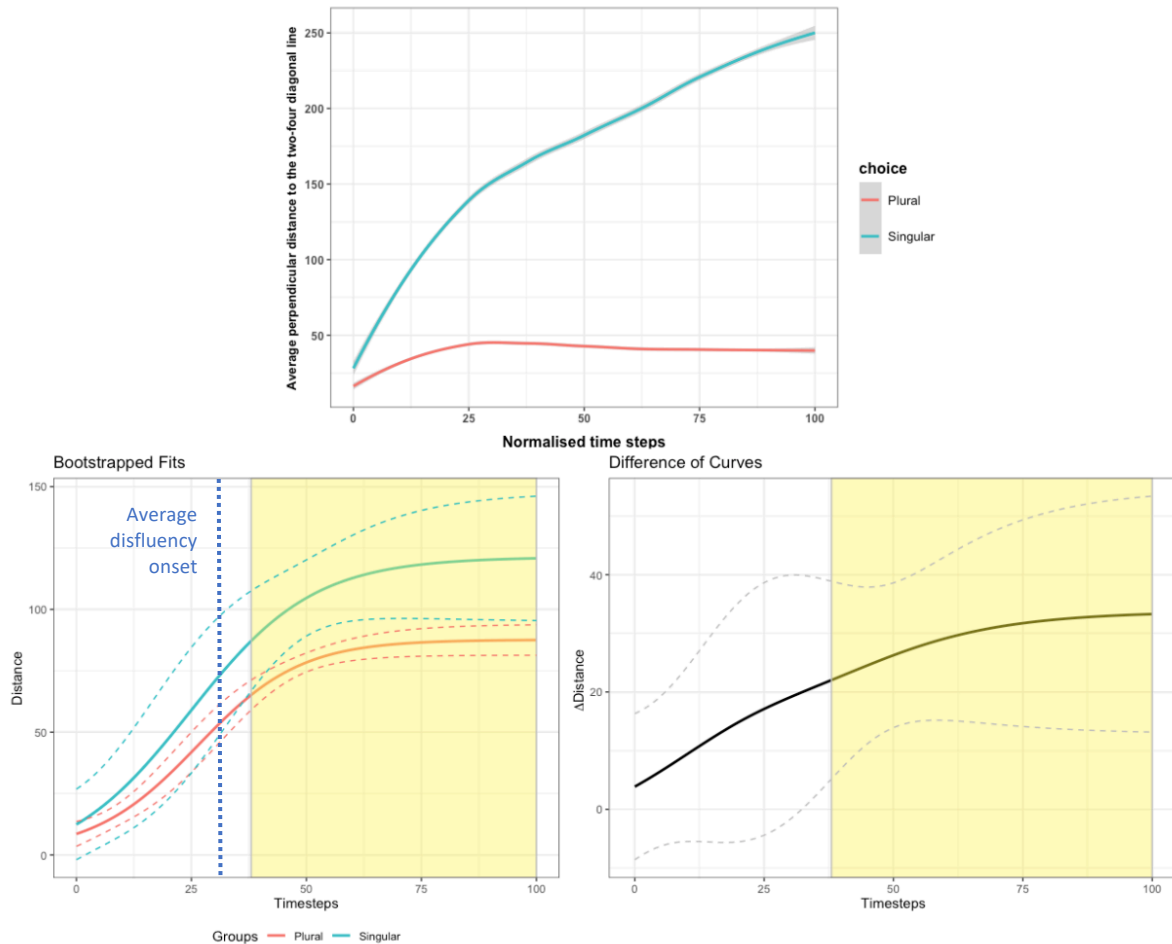 Average perpendicular distance to the two-four diagonal line
250
200
150
100
50
0
25
50
75
100
Normalised time steps
choice
Plural
Singular
Bootstrapped Fits
Distance
150
100
50
0
Average
disfluency
onset
0
25
50
75
100
Timesteps
Groups Plural Singular
Difference of Curves
ΔDistance
40
20
0
0
25
50
75
100
Timesteps